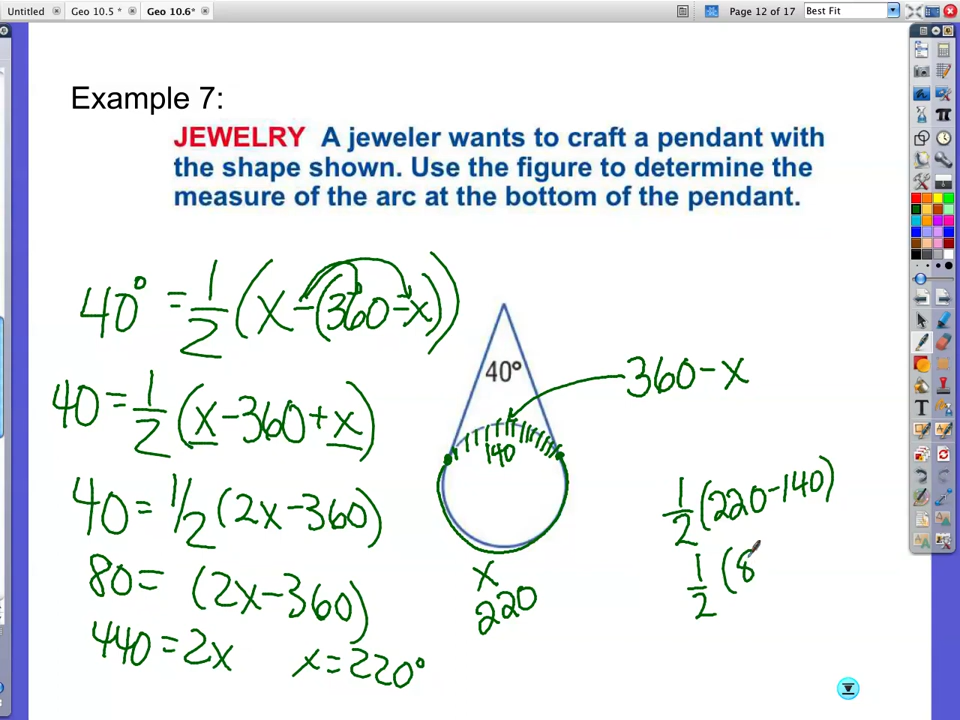 Untitled
Geo 10.5 *
Geo 10.6*
Page 12 of 17
Best Fit
Example 7:
JEWELRY A jeweler wants to craft a pendant with
the shape shown. Use the figure to determine the
measure of the arc at the bottom of the pendant.
40° = 1/2 (x - (360 - x))
40 = 1/2 (x - 360 + x)
40 = 1/2 (2x - 360)
80 = (2x - 360)
440 = 2x x = 220°
40°
360 - x
140
x
220
1/2 (220 - 140)
1/2 (8